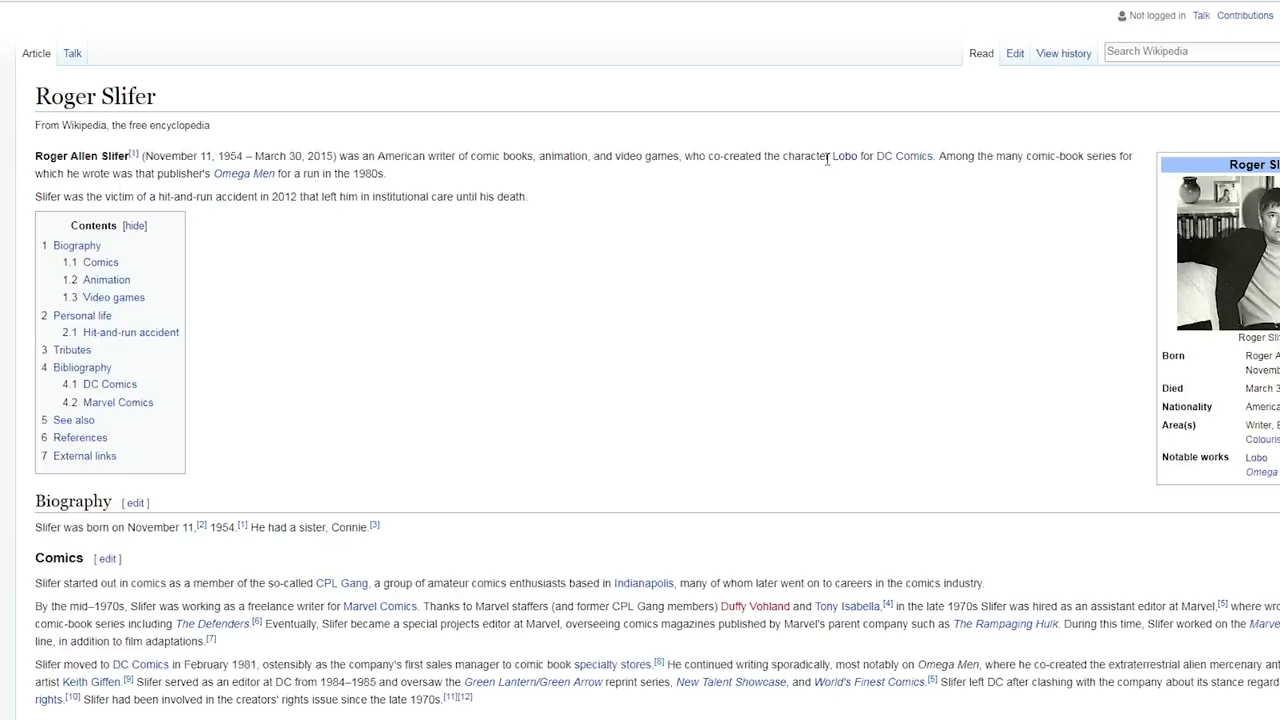 Not logged in Talk Contributions
Article Talk Read Edit View history Search Wikipedia
Roger Slifer
From Wikipedia, the free encyclopedia
Roger Allen Slifer[1] (November 11, 1954 – March 30, 2015) was an American writer of comic books, animation, and video games, who co-created the character Lobo for DC Comics. Among the many comic-book series for
which he wrote was that publisher's Omega Men for a run in the 1980s.
Slifer was the victim of a hit-and-run accident in 2012 that left him in institutional care until his death.
Contents [hide]
1 Biography
1.1 Comics
1.2 Animation
1.3 Video games
2 Personal life
2.1 Hit-and-run accident
3 Tributes
4 Bibliography
4.1 DC Comics
4.2 Marvel Comics
5 See also
6 References
7 External links
Roger Sl
Roger Sli
Born Roger A
Novemb
Died March 3
Nationality America
Area(s) Writer, E
Colouris
Notable works Lobo
Omega
Biography [ edit ]
Slifer was born on November 11,[2] 1954.[1] He had a sister, Connie.[3]
Comics [ edit ]
Slifer started out in comics as a member of the so-called CPL Gang, a group of amateur comics enthusiasts based in Indianapolis, many of whom later went on to careers in the comics industry.
By the mid–1970s, Slifer was working as a freelance writer for Marvel Comics. Thanks to Marvel staffers (and former CPL Gang members) Duffy Vohland and Tony Isabella,[4] in the late 1970s Slifer was hired as an assistant editor at Marvel,[5] where wro
comic-book series including The Defenders.[6] Eventually, Slifer became a special projects editor at Marvel, overseeing comics magazines published by Marvel's parent company such as The Rampaging Hulk. During this time, Slifer worked on the Marve
line, in addition to film adaptations.[7]
Slifer moved to DC Comics in February 1981, ostensibly as the company's first sales manager to comic book specialty stores.[8] He continued writing sporadically, most notably on Omega Men, where he co-created the extraterrestrial alien mercenary ant
artist Keith Giffen.[9] Slifer served as an editor at DC from 1984–1985 and oversaw the Green Lantern/Green Arrow reprint series, New Talent Showcase, and World's Finest Comics.[5] Slifer left DC after clashing with the company about its stance regard
rights.[10] Slifer had been involved in the creators' rights issue since the late 1970s.[11][12]